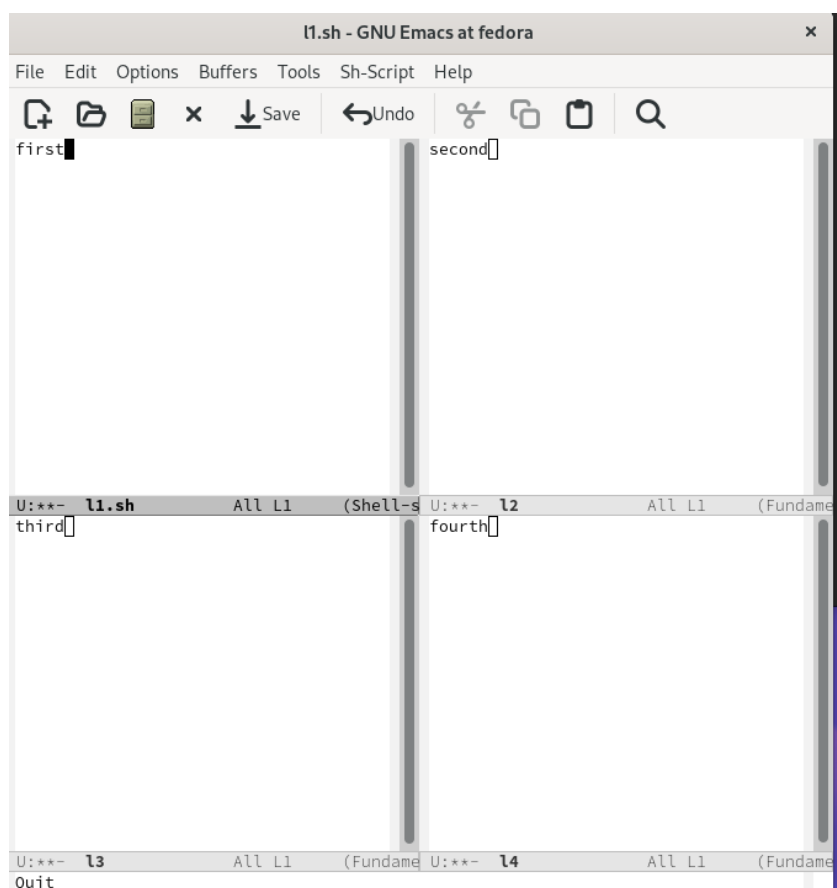 l1.sh - GNU Emacs at fedora
File Edit Options Buffers Tools Sh-Script Help
Save Undo
first
second
U:**- l1.sh All L1 (Shell-s
U:**- l2 All L1 (Fundame
third
fourth
U:**- l3 All L1 (Fundame
U:**- l4 All L1 (Fundame
Quit